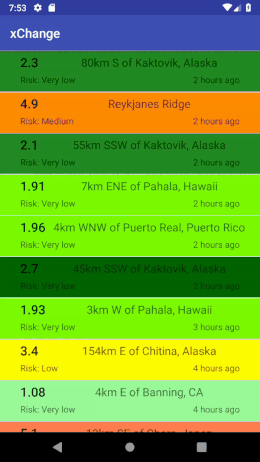 7:53
xChange
2.3 80km S of Kaktovik, Alaska
Risk: Very low 2 hours ago
4.9 Reykjanes Ridge
Risk: Medium 2 hours ago
2.1 55km SSW of Kaktovik, Alaska
Risk: Very low 2 hours ago
1.91 7km ENE of Pahala, Hawaii
Risk: Very low 2 hours ago
1.96 4km WNW of Puerto Real, Puerto Rico
Risk: Very low 2 hours ago
2.7 45km SSW of Kaktovik, Alaska
Risk: Very low 2 hours ago
1.93 3km W of Pahala, Hawaii
Risk: Very low 3 hours ago
3.4 154km E of Chitina, Alaska
Risk: Low 4 hours ago
1.08 4km E of Banning, CA
Risk: Very low 4 hours ago
5.1